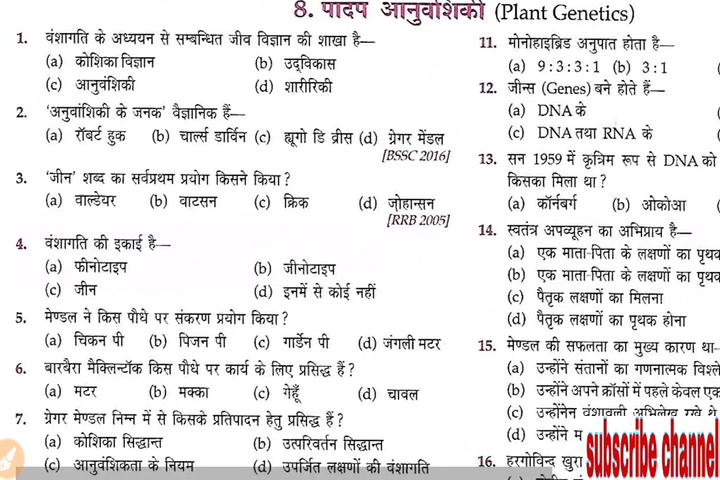 8. पादप आनुवंशिकी (Plant Genetics)
1. वंशागति के अध्ययन से सम्बन्धित जीव विज्ञान की शाखा है—
(a) कोशिका विज्ञान (b) उद्‌विकास
(c) आनुवंशिकी (d) शारीरिकी
2. 'अनुवांशिकी के जनक' वैज्ञानिक हैं—
(a) रॉबर्ट हुक (b) चार्ल्स डार्विन (c) ह्यूगो डि व्रीस (d) ग्रेगर मेंडल
[BSSC 2016]
3. 'जीन' शब्द का सर्वप्रथम प्रयोग किसने किया ?
(a) वाल्डेयर (b) वाटसन (c) क्रिक (d) जोहान्सन
[RRB 2005]
4. वंशागति की इकाई है—
(a) फीनोटाइप (b) जीनोटाइप
(c) जीन (d) इनमें से कोई नहीं
5. मेण्डल ने किस पौधे पर संकरण प्रयोग किया ?
(a) चिकन पी (b) पिजन पी (c) गार्डेन पी (d) जंगली मटर
6. बारबैरा मैक्लिन्टॉक किस पौधे पर कार्य के लिए प्रसिद्ध हैं ?
(a) मटर (b) मक्का (c) गेहूँ (d) चावल
7. ग्रेगर मेण्डल निम्न में से किसके प्रतिपादन हेतु प्रसिद्ध हैं ?
(a) कोशिका सिद्धान्त (b) उत्परिवर्तन सिद्धान्त
(c) आनुवंशिकता के नियम (d) उपर्जित लक्षणों की वंशागति
11. मोनोहाइब्रिड अनुपात होता है—
(a) 9 : 3 : 3 : 1 (b) 3 : 1
12. जीन्स (Genes) बने होते हैं—
(a) DNA के
(c) DNA तथा RNA के
13. सन 1959 में कृत्रिम रूप से DNA को
किसका मिला था ?
(a) कॉर्नबर्ग (b) ओकोआ
14. स्वतंत्र अपव्यूहन का अभिप्राय है—
(a) एक माता-पिता के लक्षणों का पृथक
(b) एक माता-पिता के लक्षणों का पृथक
(c) पैतृक लक्षणों का मिलना
(d) पैतृक लक्षणों का पृथक होना
15. मेण्डल की सफलता का मुख्य कारण था-
(a) उन्होंने संतानों का गणनात्मक विश्ले
(b) उन्होंने अपने क्रॉसों में पहले केवल एक
(c) उन्होंनेन वंशावली अभिलेख रखे थे
(d) उन्होंने म
16. हरगोविन्द खुरा
subscribe channel